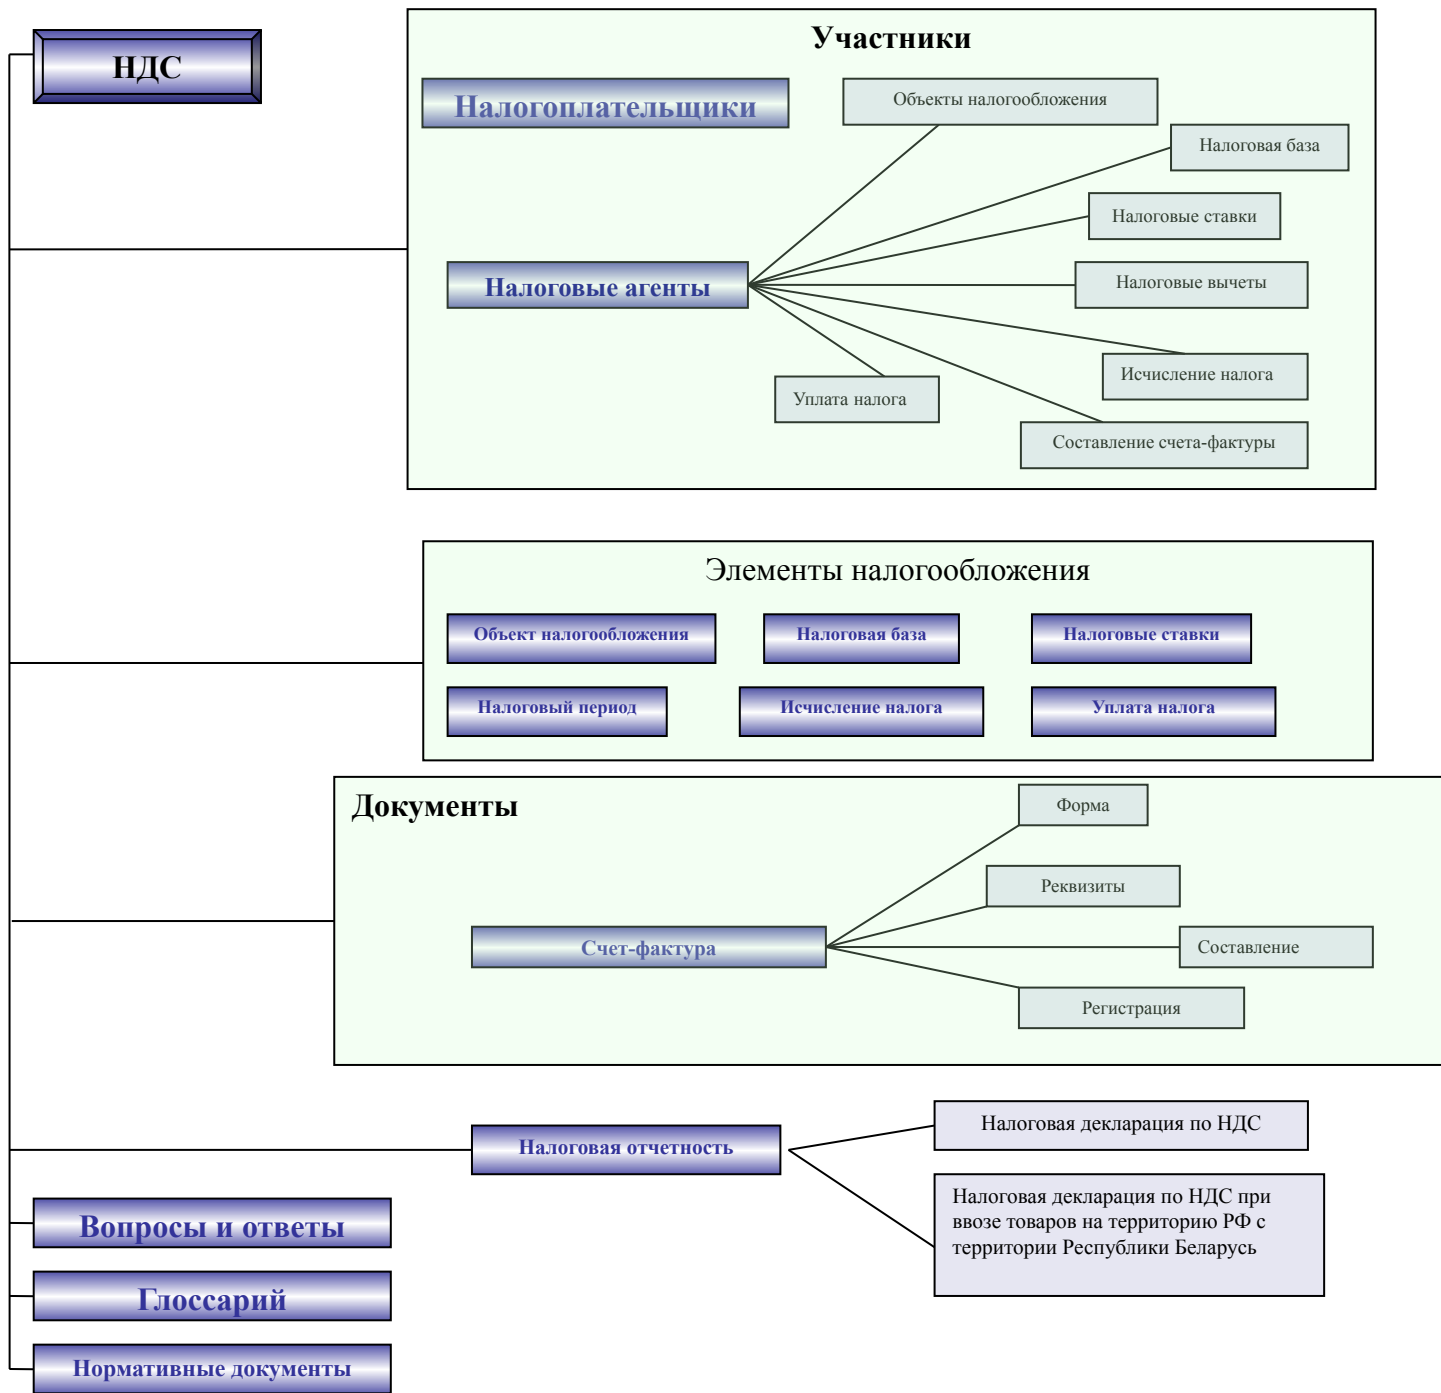 НДС
Участники
Налогоплательщики
Объекты налогообложения
Налоговая база
Налоговые ставки
Налоговые агенты
Налоговые вычеты
Исчисление налога
Уплата налога
Составление счета-фактуры
Элементы налогообложения
Объект налогообложения
Налоговая база
Налоговые ставки
Налоговый период
Исчисление налога
Уплата налога
Документы
Форма
Реквизиты
Счет-фактура
Составление
Регистрация
Налоговая отчетность
Налоговая декларация по НДС
Налоговая декларация по НДС при
ввозе товаров на территорию РФ с
территории Республики Беларусь
Вопросы и ответы
Глоссарий
Нормативные документы